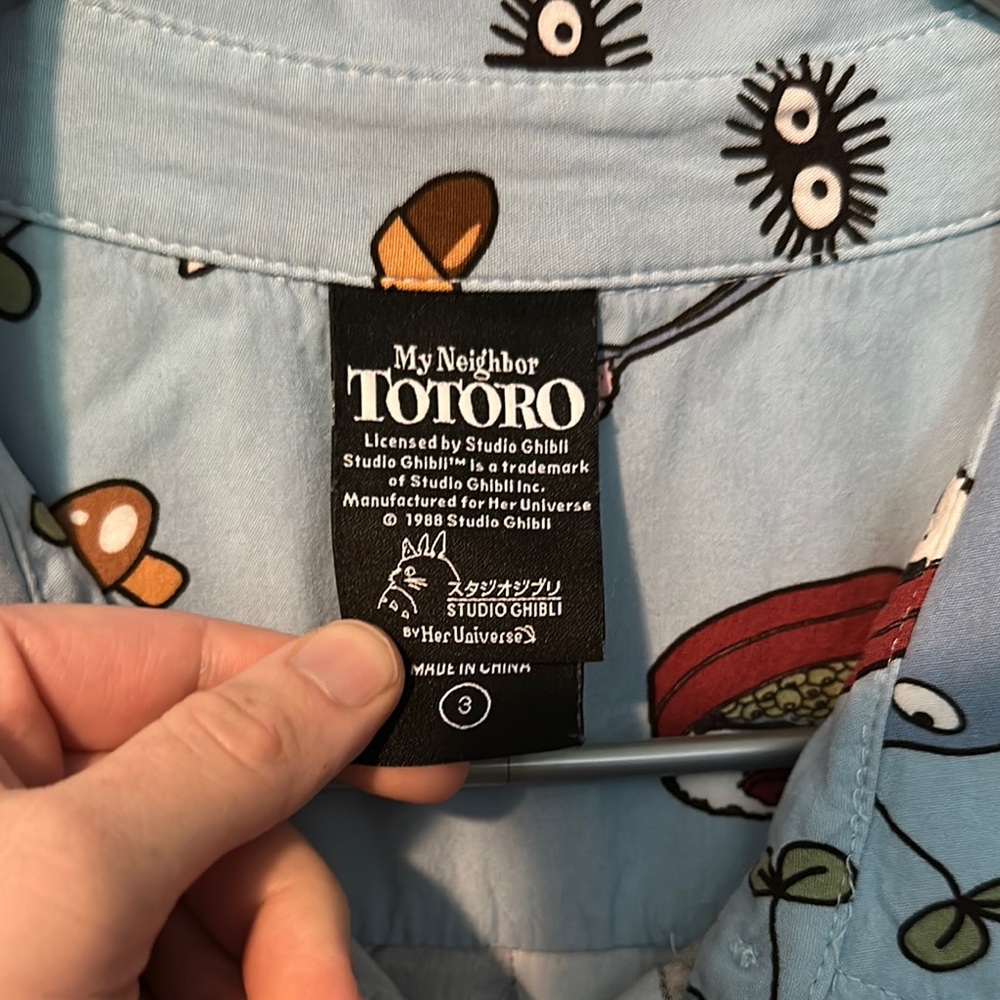 My Neighbor
TOTORO
Licensed by Studio Ghibli
Studio Ghibli™ is a trademark
of Studio Ghibli Inc.
Manufactured for Her Universe
© 1988 Studio Ghibli
スタジオジブリ
STUDIO GHIBLI
BY Her Universe
MADE IN CHINA
3